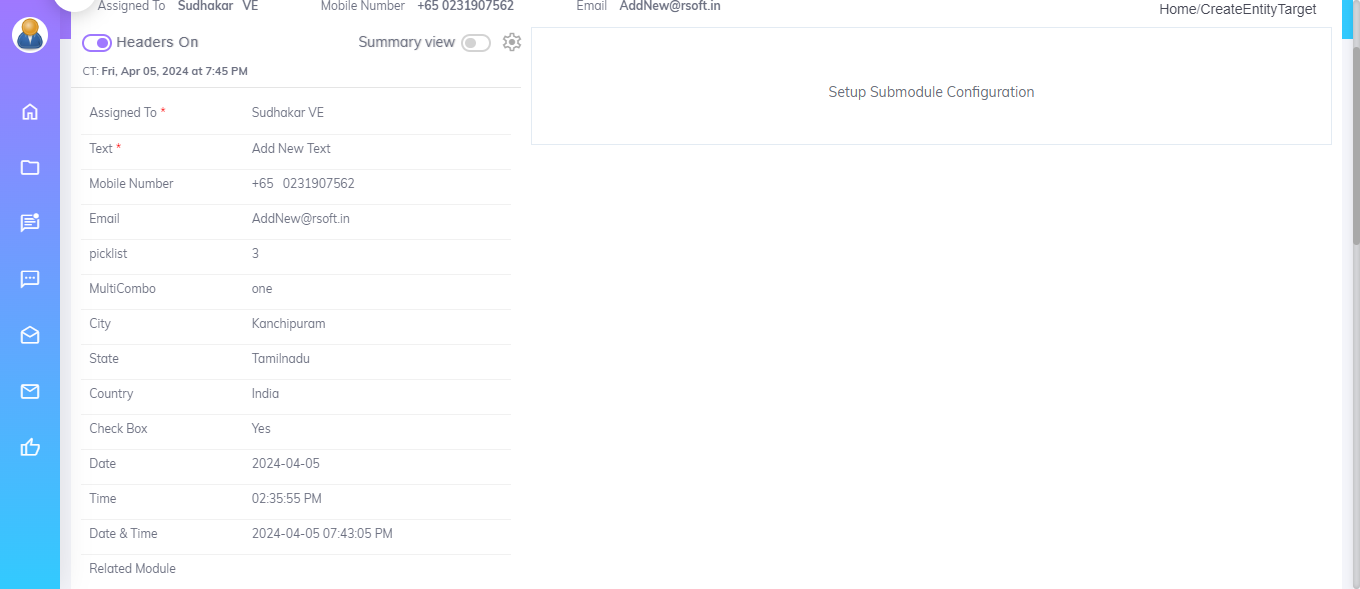 Assigned To Sudhakar VE Mobile Number +65 0231907562 Email AddNew@rsoft.in Home/CreateEntityTarget
Headers On Summary view
CT: Fri, Apr 05, 2024 at 7:45 PM
Setup Submodule Configuration
Assigned To * Sudhakar VE
Text * Add New Text
Mobile Number +65 0231907562
Email AddNew@rsoft.in
picklist 3
MultiCombo one
City Kanchipuram
State Tamilnadu
Country India
Check Box Yes
Date 2024-04-05
Time 02:35:55 PM
Date & Time 2024-04-05 07:43:05 PM
Related Module